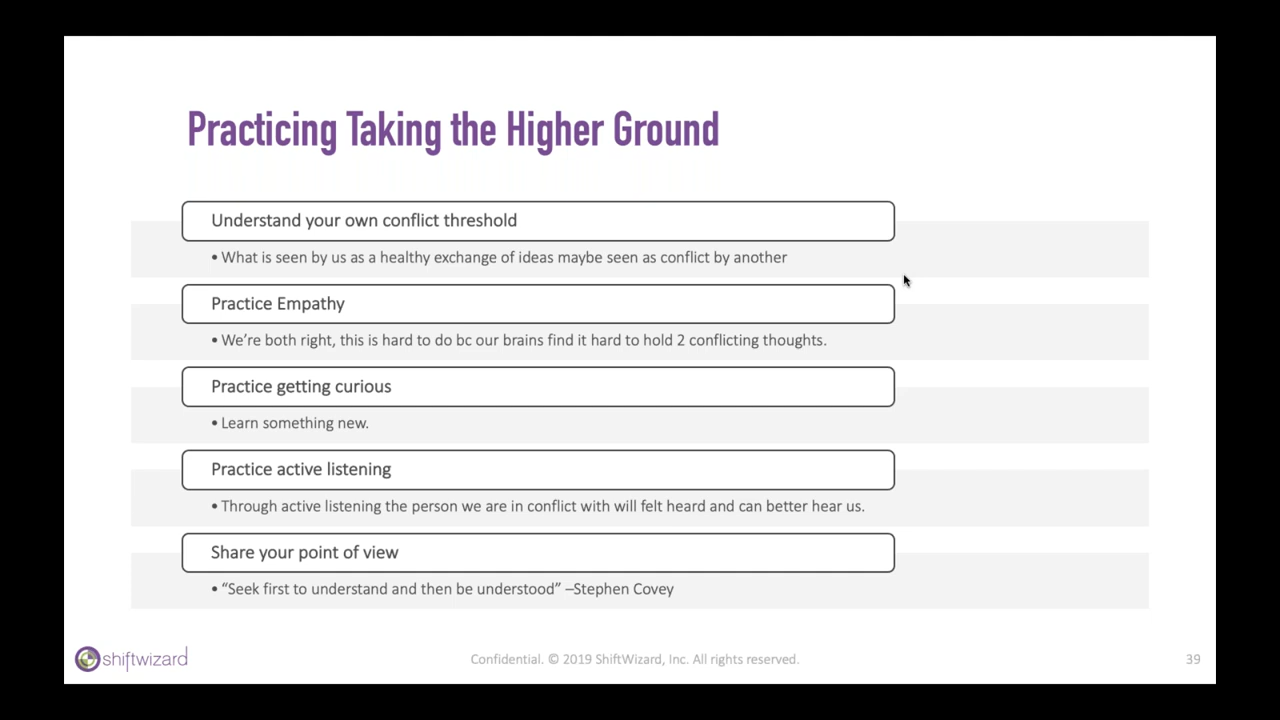 Practicing Taking the Higher Ground
Understand your own conflict threshold
• What is seen by us as a healthy exchange of ideas maybe seen as conflict by another
Practice Empathy
• We’re both right, this is hard to do bc our brains find it hard to hold 2 conflicting thoughts.
Practice getting curious
• Learn something new.
Practice active listening
• Through active listening the person we are in conflict with will felt heard and can better hear us.
Share your point of view
• “Seek first to understand and then be understood” –Stephen Covey
shiftwizard
Confidential. © 2019 ShiftWizard, Inc. All rights reserved.
39